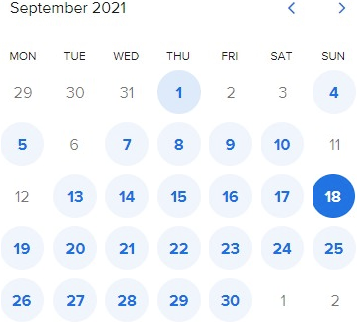 September 2021
MON TUE WED THU FRI SAT SUN
29 30 31 1 2 3 4
5 6 7 8 9 10 11
12 13 14 15 16 17 18
19 20 21 22 23 24 25
26 27 28 29 30 1 2